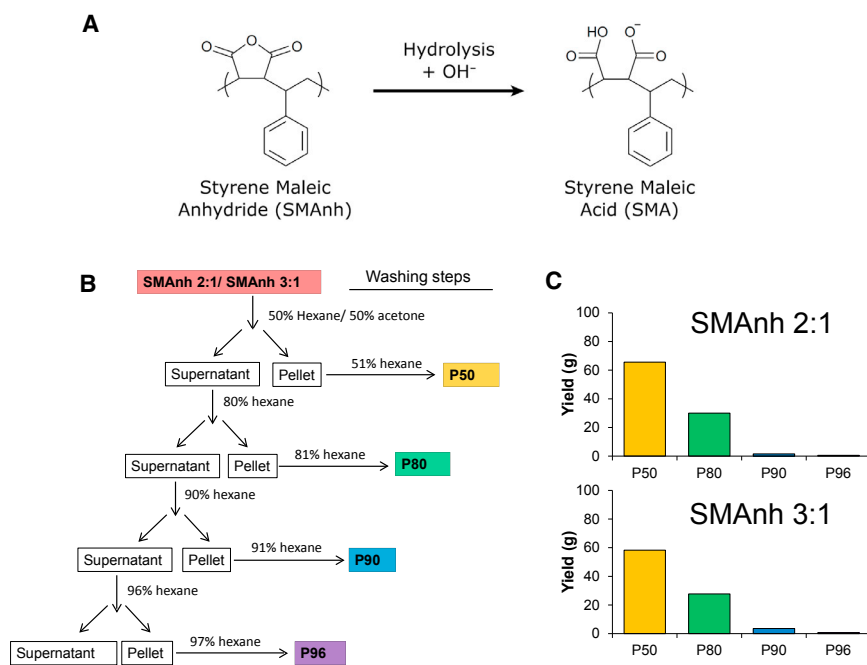 A
O
O
O
Hydrolysis
+ OH⁻
HO
O⁻
O
O
Styrene Maleic
Anhydride (SMAnh)
Styrene Maleic
Acid (SMA)
B
SMAnh 2:1/ SMAnh 3:1
Washing steps
50% Hexane/ 50% acetone
Supernatant
Pellet
51% hexane
P50
80% hexane
Supernatant
Pellet
81% hexane
P80
90% hexane
Supernatant
Pellet
91% hexane
P90
96% hexane
Supernatant
Pellet
97% hexane
P96
C
SMAnh 2:1
Yield (g)
100
80
60
40
20
0
P50 P80 P90 P96
SMAnh 3:1
Yield (g)
100
80
60
40
20
0
P50 P80 P90 P96